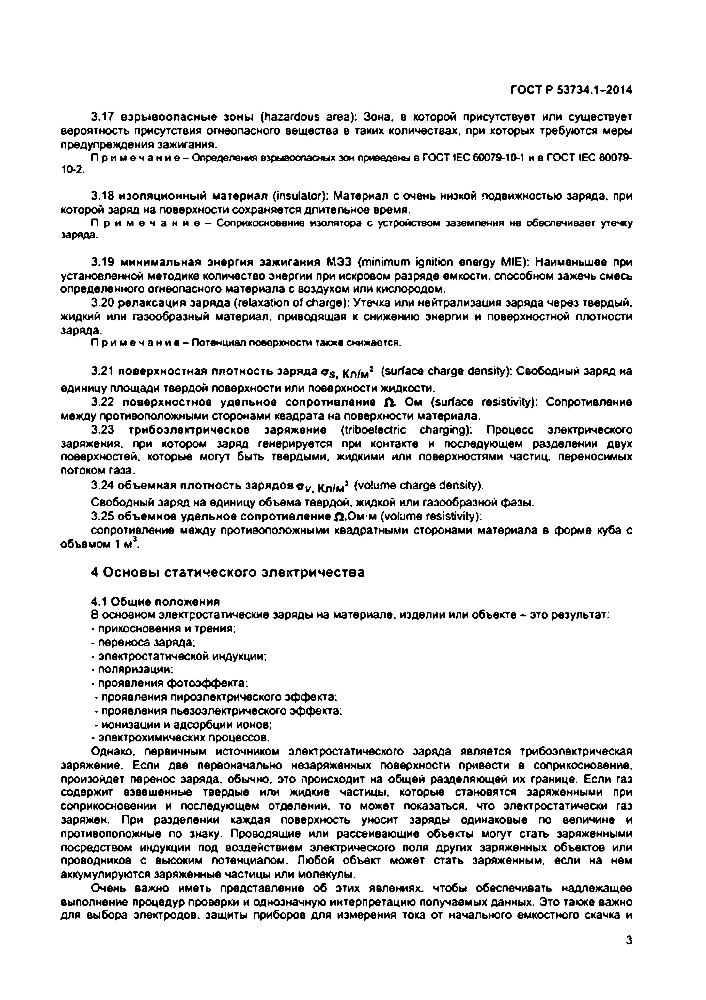 ГОСТ Р 53734.1–2014
3.17 взрывоопасные зоны (hazardous area): Зона, в которой присутствует или существует
вероятность присутствия огнеопасного вещества в таких количествах, при которых требуются меры
предупреждения зажигания.
Примечание – Определения взрывоопасных зон приведены в ГОСТ IEC 60079-10-1 и в ГОСТ IEC 60079-
10-2.
3.18 изоляционный материал (insulator): Материал с очень низкой подвижностью заряда, при
которой заряд на поверхности сохраняется длительное время.
Примечание – Соприкосновение изолятора с устройством заземления не обеспечивает утечку
заряда.
3.19 минимальная энергия зажигания МЭЗ (minimum ignition energy MIE): Наименьшее при
установленной методике количество энергии при искровом разряде емкости, способном зажечь смесь
определенного огнеопасного материала с воздухом или кислородом.
3.20 релаксация заряда (relaxation of charge): Утечка или нейтрализация заряда через твердый,
жидкий или газообразный материал, приводящая к снижению энергии и поверхностной плотности
заряда.
Примечание – Потенциал поверхности также снижается.
3.21 поверхностная плотность заряда σs, Кл/м² (surface charge density): Свободный заряд на
единицу площади твердой поверхности или поверхности жидкости.
3.22 поверхностное удельное сопротивление Ω, Ом (surface resistivity): Сопротивление
между противоположными сторонами квадрата на поверхности материала.
3.23 трибоэлектрическое заряжение (triboelectric charging): Процесс электрического
заряжения, при котором заряд генерируется при контакте и последующем разделении двух
поверхностей, которые могут быть твердыми, жидкими или поверхностями частиц, переносимых
потоком газа.
3.24 объемная плотность зарядов σv, Кл/м³ (volume charge density).
Свободный заряд на единицу объема твердой, жидкой или газообразной фазы.
3.25 объемное удельное сопротивление Ω,Ом·м (volume resistivity):
сопротивление между противоположными квадратными сторонами материала в форме куба с
объемом 1 м³.
4 Основы статического электричества
4.1 Общие положения
В основном электростатические заряды на материале, изделии или объекте – это результат:
- прикосновения и трения;
- переноса заряда;
- электростатической индукции;
- поляризации;
- проявления фотоэффекта;
- проявления пироэлектрического эффекта;
- проявления пьезоэлектрического эффекта;
- ионизации и адсорбции ионов;
- электрохимических процессов.
Однако, первичным источником электростатического заряда является трибоэлектрическая
заряжение. Если две первоначально незаряженных поверхности привести в соприкосновение,
произойдет перенос заряда, обычно, это происходит на общей разделяющей их границе. Если газ
содержит взвешенные твердые или жидкие частицы, которые становятся заряженными при
соприкосновении и последующем отделении, то может показаться, что электростатически газ
заряжен. При разделении каждая поверхность уносит заряды одинаковые по величине и
противоположные по знаку. Проводящие или рассеивающие объекты могут стать заряженными
посредством индукции под воздействием электрического поля других заряженных объектов или
проводников с высоким потенциалом. Любой объект может стать заряженным, если на нем
аккумулируются заряженные частицы или молекулы.
Очень важно иметь представление об этих явлениях, чтобы обеспечивать надлежащее
выполнение процедур проверки и однозначную интерпретацию получаемых данных. Это также важно
для выбора электродов, защиты приборов для измерения тока от начального емкостного скачка и
3